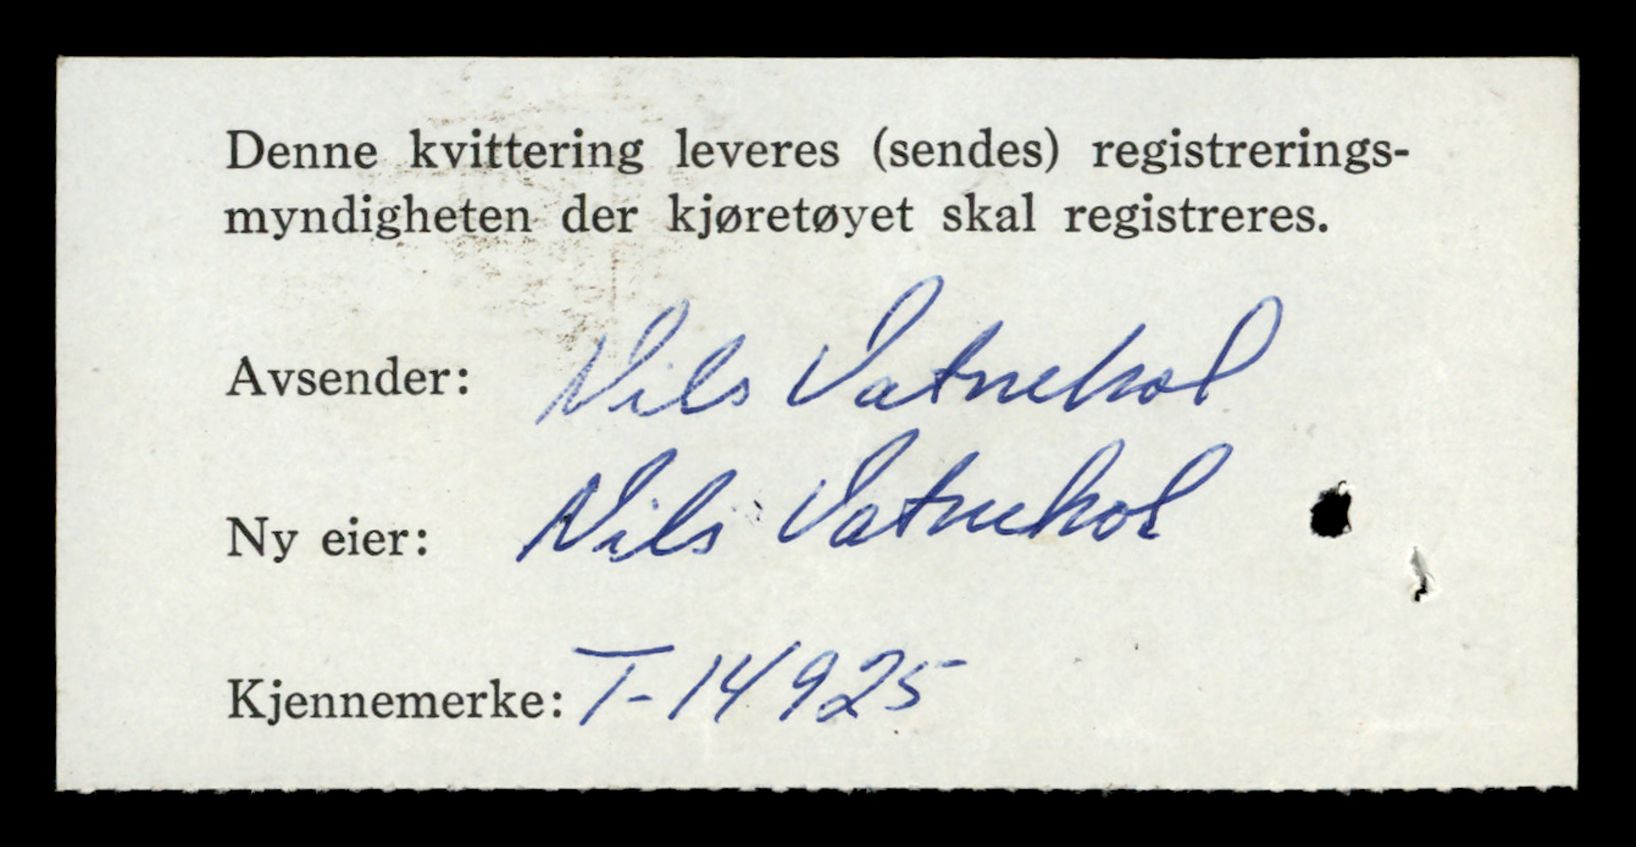 Denne kvittering leveres (sendes) registrerings-
myndigheten der kjøretøyet skal registreres.
Avsender: Nils Vatnehol
Ny eier: Nils Vatnehol
Kjennemerke: T-14925